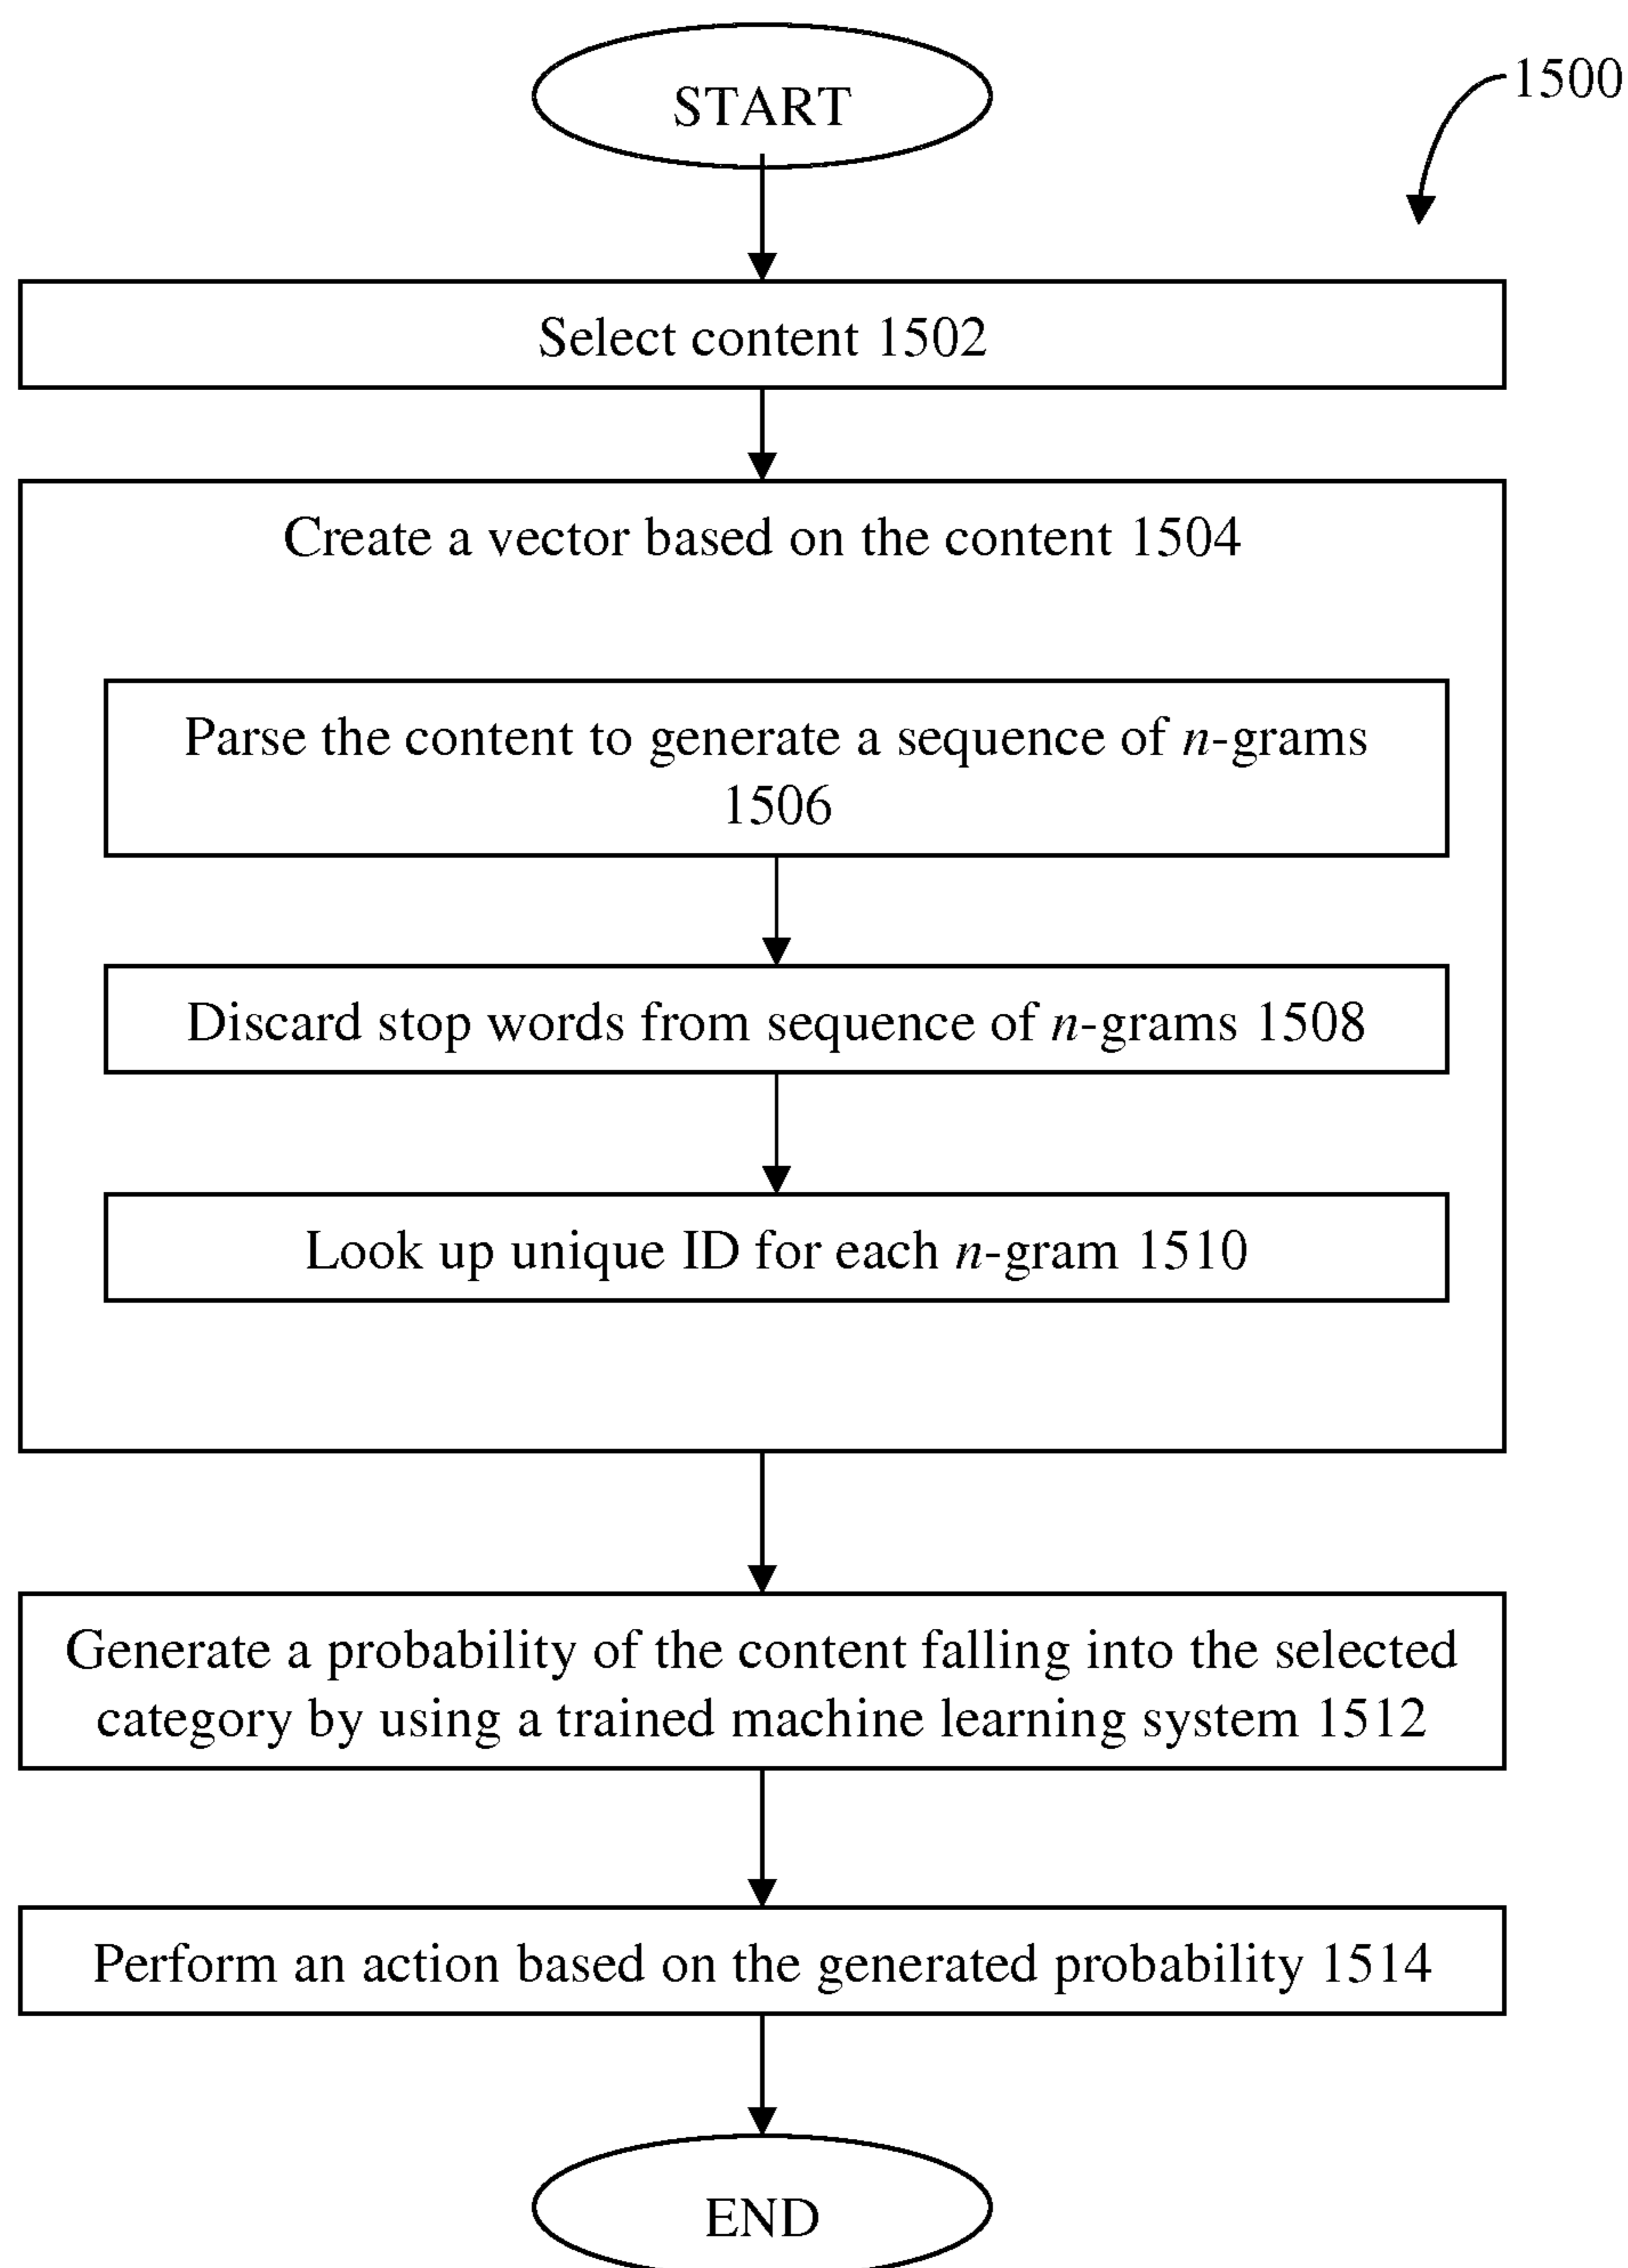 START
1500
Select content 1502
Create a vector based on the content 1504
Parse the content to generate a sequence of n-grams
1506
Discard stop words from sequence of n-grams 1508
Look up unique ID for each n-gram 1510
Generate a probability of the content falling into the selected
category by using a trained machine learning system 1512
Perform an action based on the generated probability 1514
END